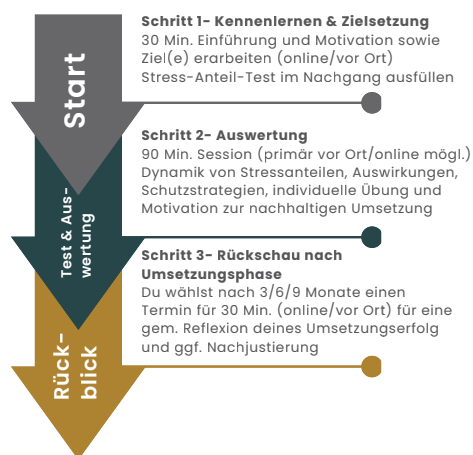 Start
Schritt 1- Kennenlernen & Zielsetzung
30 Min. Einführung und Motivation sowie
Ziel(e) erarbeiten (online/vor Ort)
Stress-Anteil-Test im Nachgang ausfüllen
Test & Aus-
wertung
Schritt 2- Auswertung
90 Min. Session (primär vor Ort/online mögl.)
Dynamik von Stressanteilen, Auswirkungen,
Schutzstrategien, individuelle Übung und
Motivation zur nachhaltigen Umsetzung
Rück-
blick
Schritt 3- Rückschau nach
Umsetzungsphase
Du wählst nach 3/6/9 Monate einen
Termin für 30 Min. (online/vor Ort) für eine
gem. Reflexion deines Umsetzungserfolg
und ggf. Nachjustierung